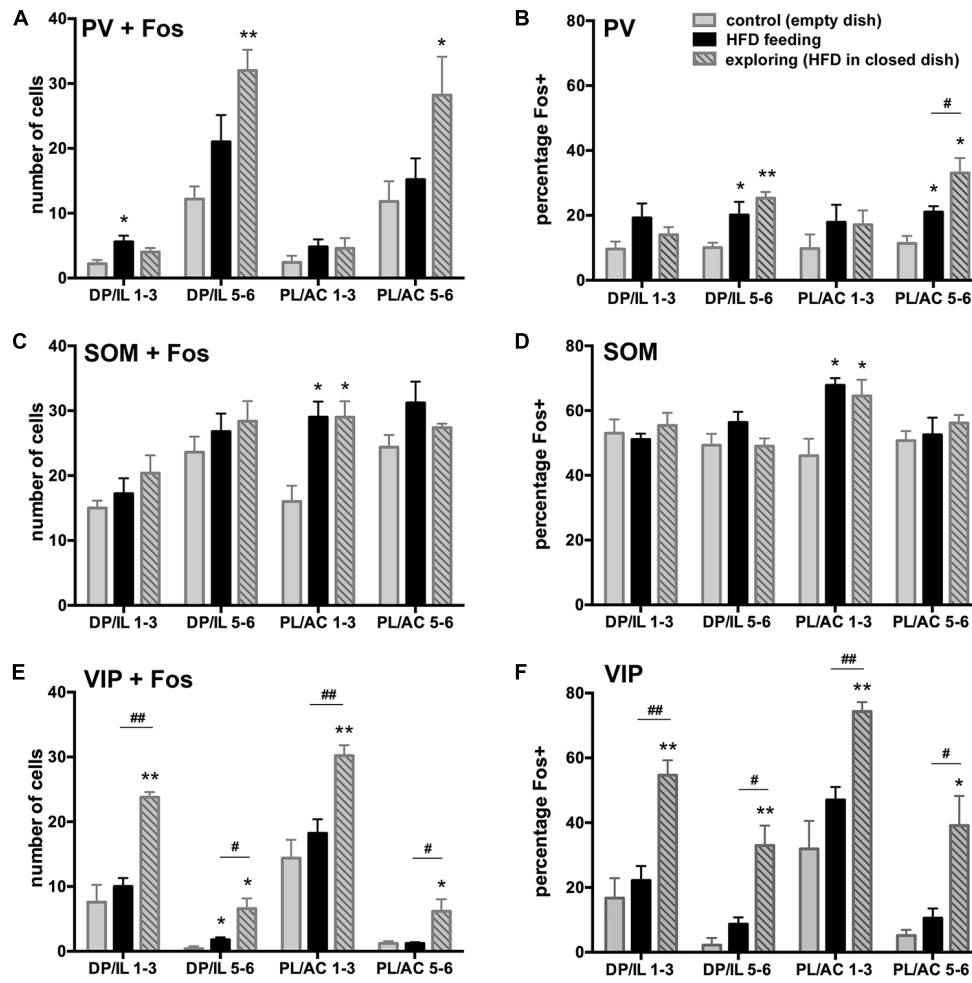 A
PV + Fos
number of cells
40
30
20
10
0
**
*
*
DP/IL 1-3
DP/IL 5-6
PL/AC 1-3
PL/AC 5-6
B
PV
control (empty dish)
HFD feeding
exploring (HFD in closed dish)
percentage Fos+
80
60
40
20
0
#
*
**
*
*
DP/IL 1-3
DP/IL 5-6
PL/AC 1-3
PL/AC 5-6
C
SOM + Fos
number of cells
40
30
20
10
0
*
*
DP/IL 1-3
DP/IL 5-6
PL/AC 1-3
PL/AC 5-6
D
SOM
percentage Fos+
80
60
40
20
0
*
*
DP/IL 1-3
DP/IL 5-6
PL/AC 1-3
PL/AC 5-6
E
VIP + Fos
number of cells
40
30
20
10
0
##
**
#
*
*
##
**
#
*
DP/IL 1-3
DP/IL 5-6
PL/AC 1-3
PL/AC 5-6
F
VIP
percentage Fos+
80
60
40
20
0
##
**
#
**
##
**
#
*
DP/IL 1-3
DP/IL 5-6
PL/AC 1-3
PL/AC 5-6